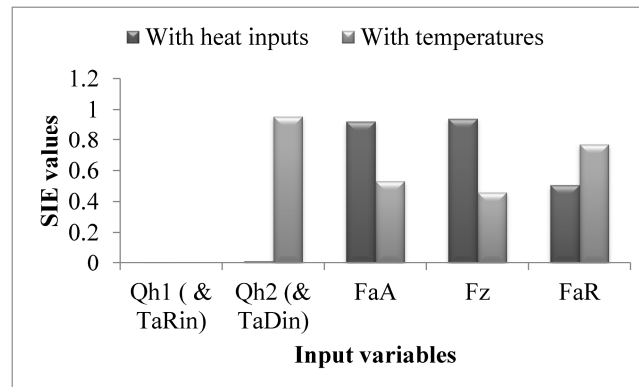 With heat inputs With temperatures
1.2
1
0.8
0.6
0.4
0.2
0
SIE values
Qh1 ( & TaRin) Qh2 (& TaDin) FaA Fz FaR
Input variables